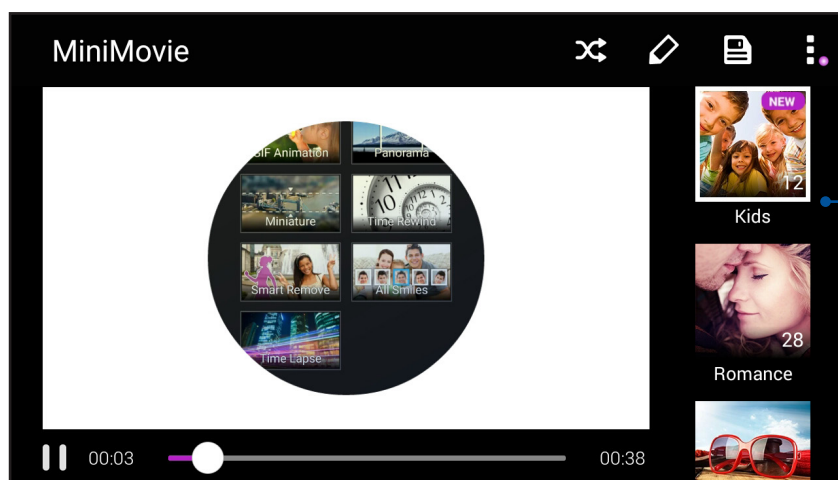 MiniMovie
NEW
12
Kids
28
Romance
GIF Animation
Panorama
Miniature
Time Rewind
Smart Remove
All Smiles
Time Lapse
00:03
00:38